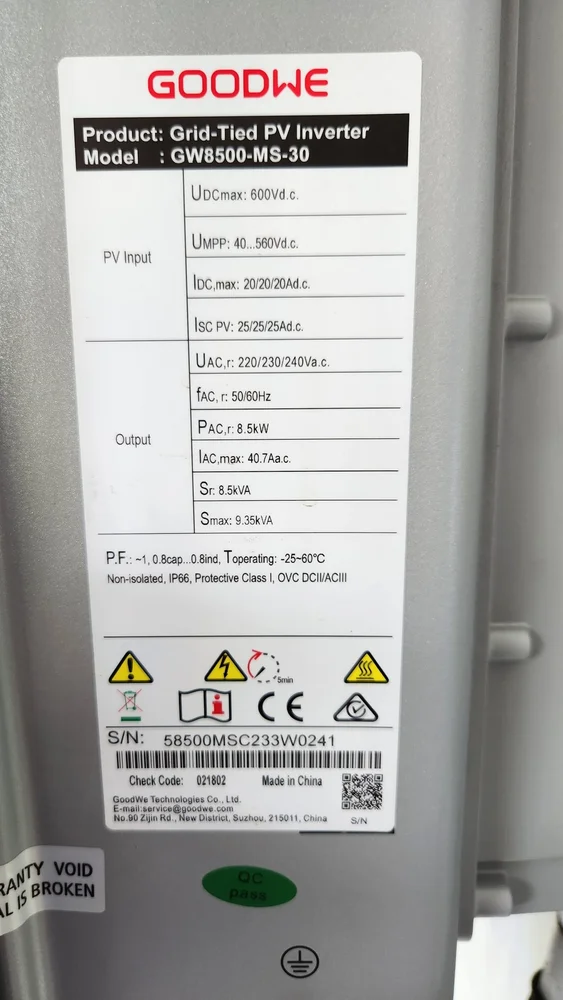 GOODWE
Product: Grid-Tied PV Inverter
Model : GW8500-MS-30
PV Input
UDCmax: 600Vd.c.
UMPP: 40...560Vd.c.
IDC,max: 20/20/20Ad.c.
ISC PV: 25/25/25Ad.c.
Output
UAC,r: 220/230/240Va.c.
fAC, r: 50/60Hz
PAC,r: 8.5kW
IAC,max: 40.7Aa.c.
Sr: 8.5kVA
Smax: 9.35kVA
P.F.: ~1, 0.8cap...0.8ind, Toperating: -25~60°C
Non-isolated, IP66, Protective Class I, OVC DCII/ACIII
5min
CE
S/N: 58500MSC233W0241
Check Code: 021802 Made in China
GoodWe Technologies Co., Ltd.
E-mail:service@goodwe.com
No.90 Zijin Rd., New District, Suzhou, 215011, China
S/N
RANTY VOID
AL IS BROKEN
QC
pass